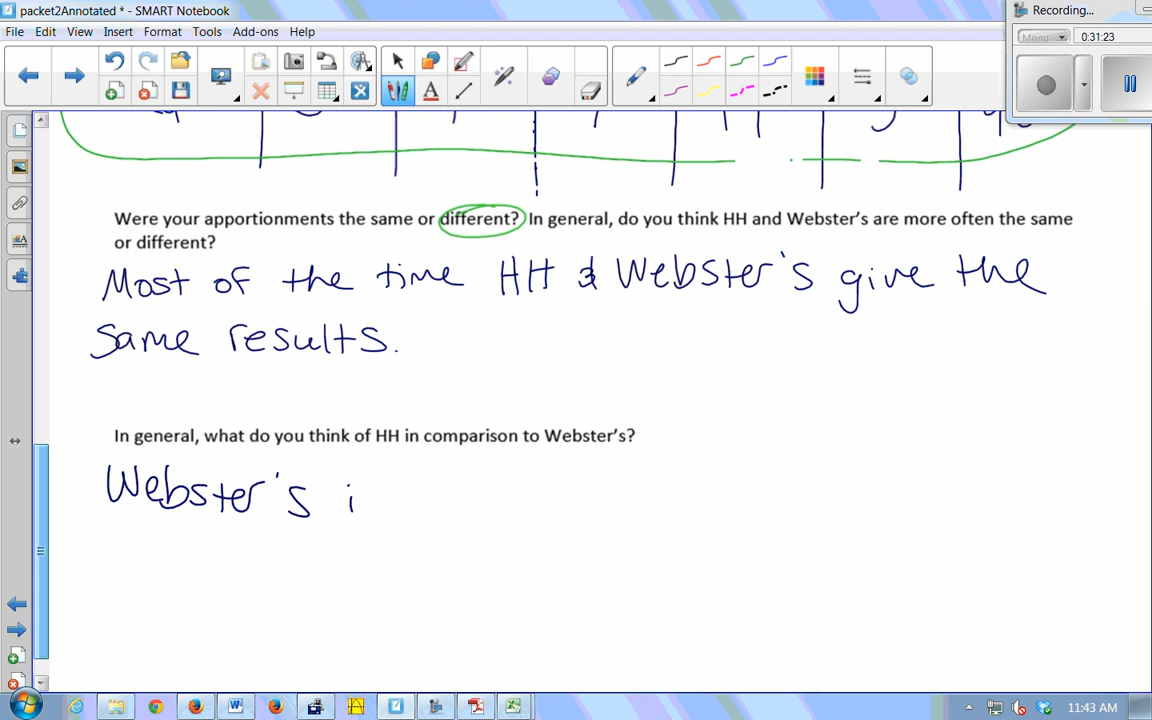 packet2Annotated * - SMART Notebook
Recording...
File Edit View Insert Format Tools Add-ons Help
Menu
0:31:23
Were your apportionments the same or different? In general, do you think HH and Webster's are more often the same
or different?
Most of the time HH & Webster's give the
same results.
In general, what do you think of HH in comparison to Webster's?
Webster's i
11:43 AM